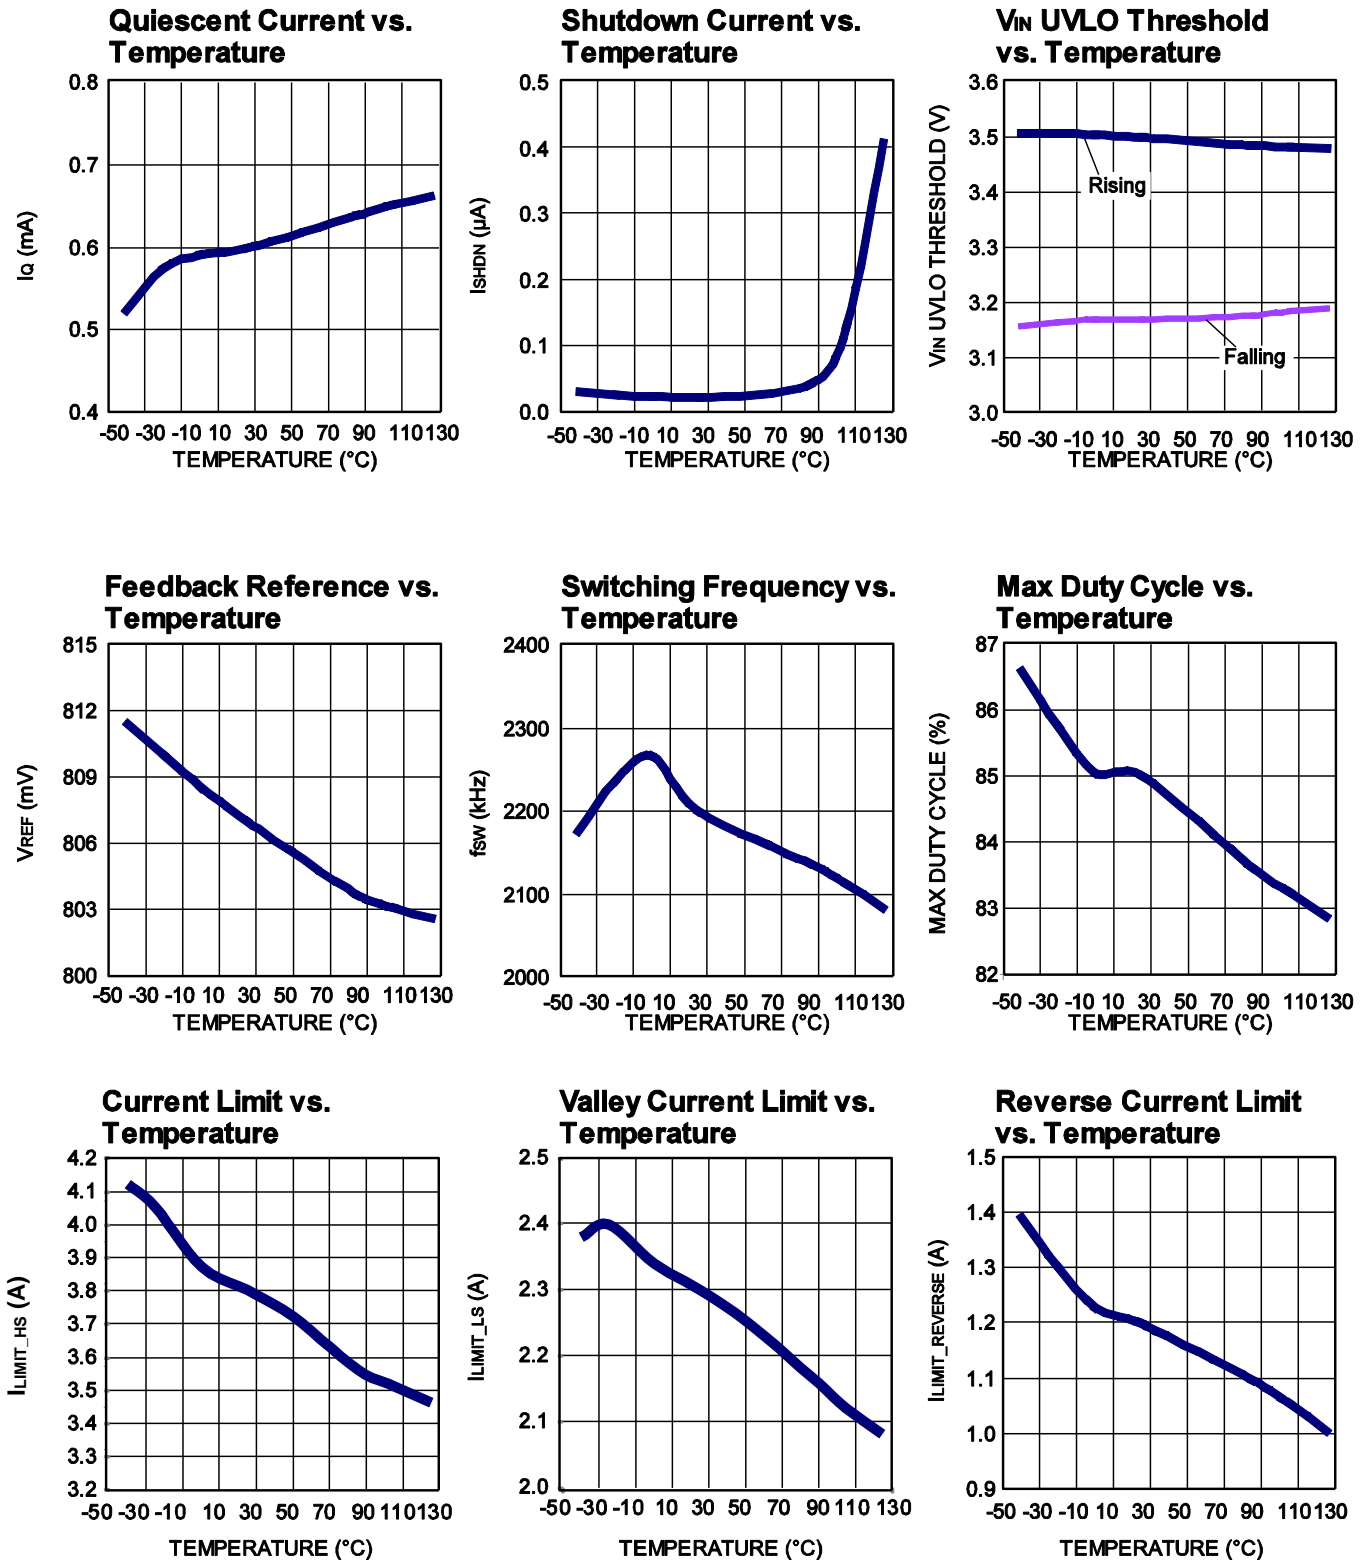 Quiescent Current vs.
Temperature
0.8
0.7
0.6
0.5
0.4
IQ (mA)
-50 -30 -10 10 30 50 70 90 110 130
TEMPERATURE (°C)
Shutdown Current vs.
Temperature
0.5
0.4
0.3
0.2
0.1
0.0
ISHDN (µA)
-50 -30 -10 10 30 50 70 90 110 130
TEMPERATURE (°C)
VIN UVLO Threshold
vs. Temperature
3.6
3.5
3.4
3.3
3.2
3.1
3.0
VIN UVLO THRESHOLD (V)
Rising
Falling
-50 -30 -10 10 30 50 70 90 110 130
TEMPERATURE (°C)
Feedback Reference vs.
Temperature
815
812
809
806
803
800
VREF (mV)
-50 -30 -10 10 30 50 70 90 110 130
TEMPERATURE (°C)
Switching Frequency vs.
Temperature
2400
2300
2200
2100
2000
fsw (kHz)
-50 -30 -10 10 30 50 70 90 110 130
TEMPERATURE (°C)
Max Duty Cycle vs.
Temperature
87
86
85
84
83
82
MAX DUTY CYCLE (%)
-50 -30 -10 10 30 50 70 90 110 130
TEMPERATURE (°C)
Current Limit vs.
Temperature
4.2
4.1
4.0
3.9
3.8
3.7
3.6
3.5
3.4
3.3
3.2
ILIMIT_HS (A)
-50 -30 -10 10 30 50 70 90 110 130
TEMPERATURE (°C)
Valley Current Limit vs.
Temperature
2.5
2.4
2.3
2.2
2.1
2.0
ILIMIT_LS (A)
-50 -30 -10 10 30 50 70 90 110 130
TEMPERATURE (°C)
Reverse Current Limit
vs. Temperature
1.5
1.4
1.3
1.2
1.1
1.0
0.9
ILIMIT_REVERSE (A)
-50 -30 -10 10 30 50 70 90 110 130
TEMPERATURE (°C)